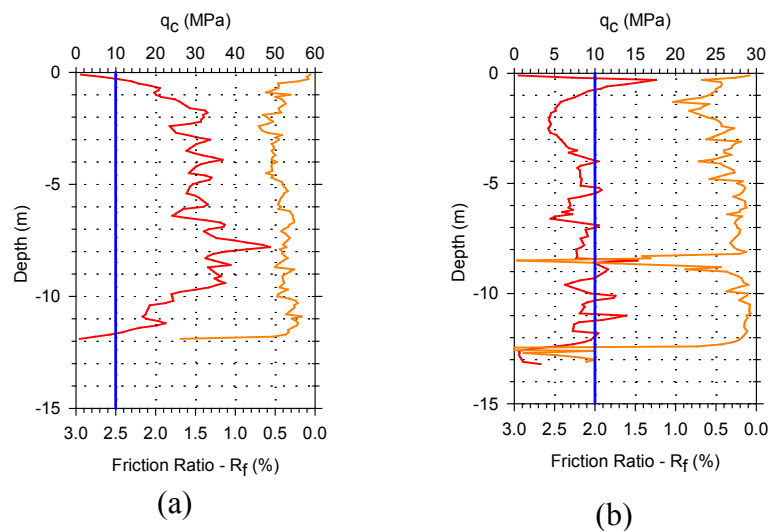 q_c (MPa)
0 10 20 30 40 50 60
0
-5
-10
-15
Depth (m)
3.0 2.5 2.0 1.5 1.0 0.5 0.0
Friction Ratio - R_f (%)
(a)
q_c (MPa)
0 5 10 15 20 25 30
0
-5
-10
-15
Depth (m)
3.0 2.5 2.0 1.5 1.0 0.5 0.0
Friction Ratio - R_f (%)
(b)